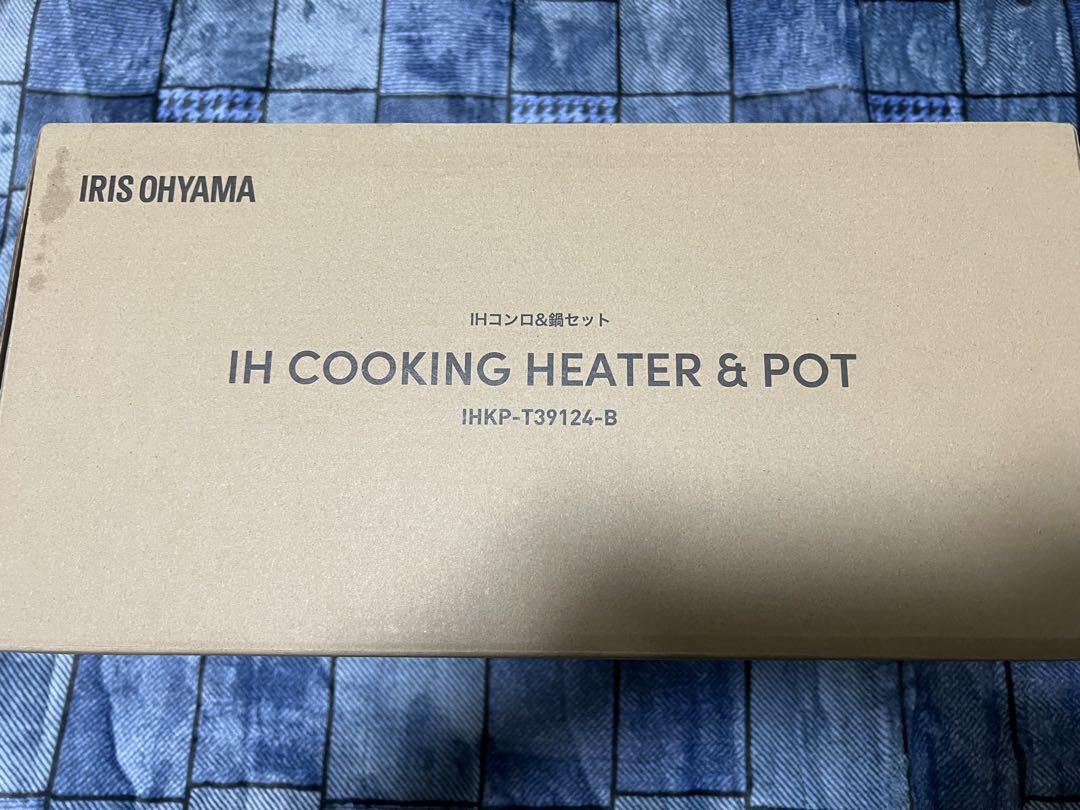 IRIS OHYAMA
IHコンロ&鍋セット
IH COOKING HEATER & POT
IHKP-T39124-B